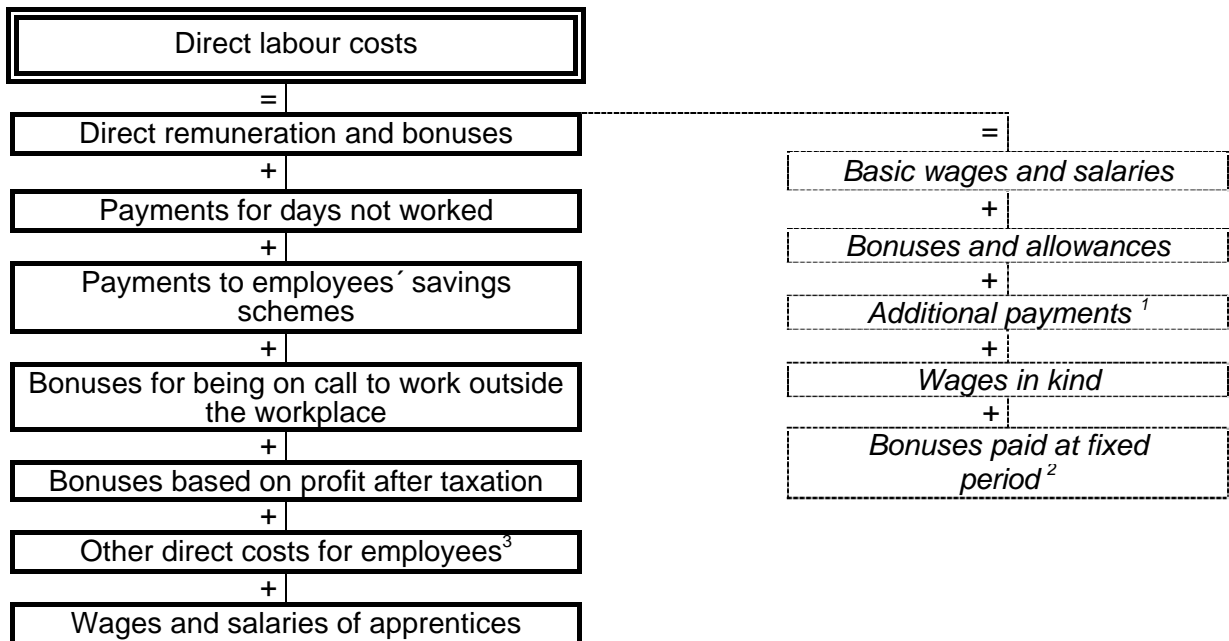 Direct labour costs
=
Direct remuneration and bonuses
+
Payments for days not worked
+
Payments to employees´ savings
schemes
+
Bonuses for being on call to work outside
the workplace
+
Bonuses based on profit after taxation
+
Other direct costs for employees3
+
Wages and salaries of apprentices
=
Basic wages and salaries
+
Bonuses and allowances
+
Additional payments 1
+
Wages in kind
+
Bonuses paid at fixed
period 2